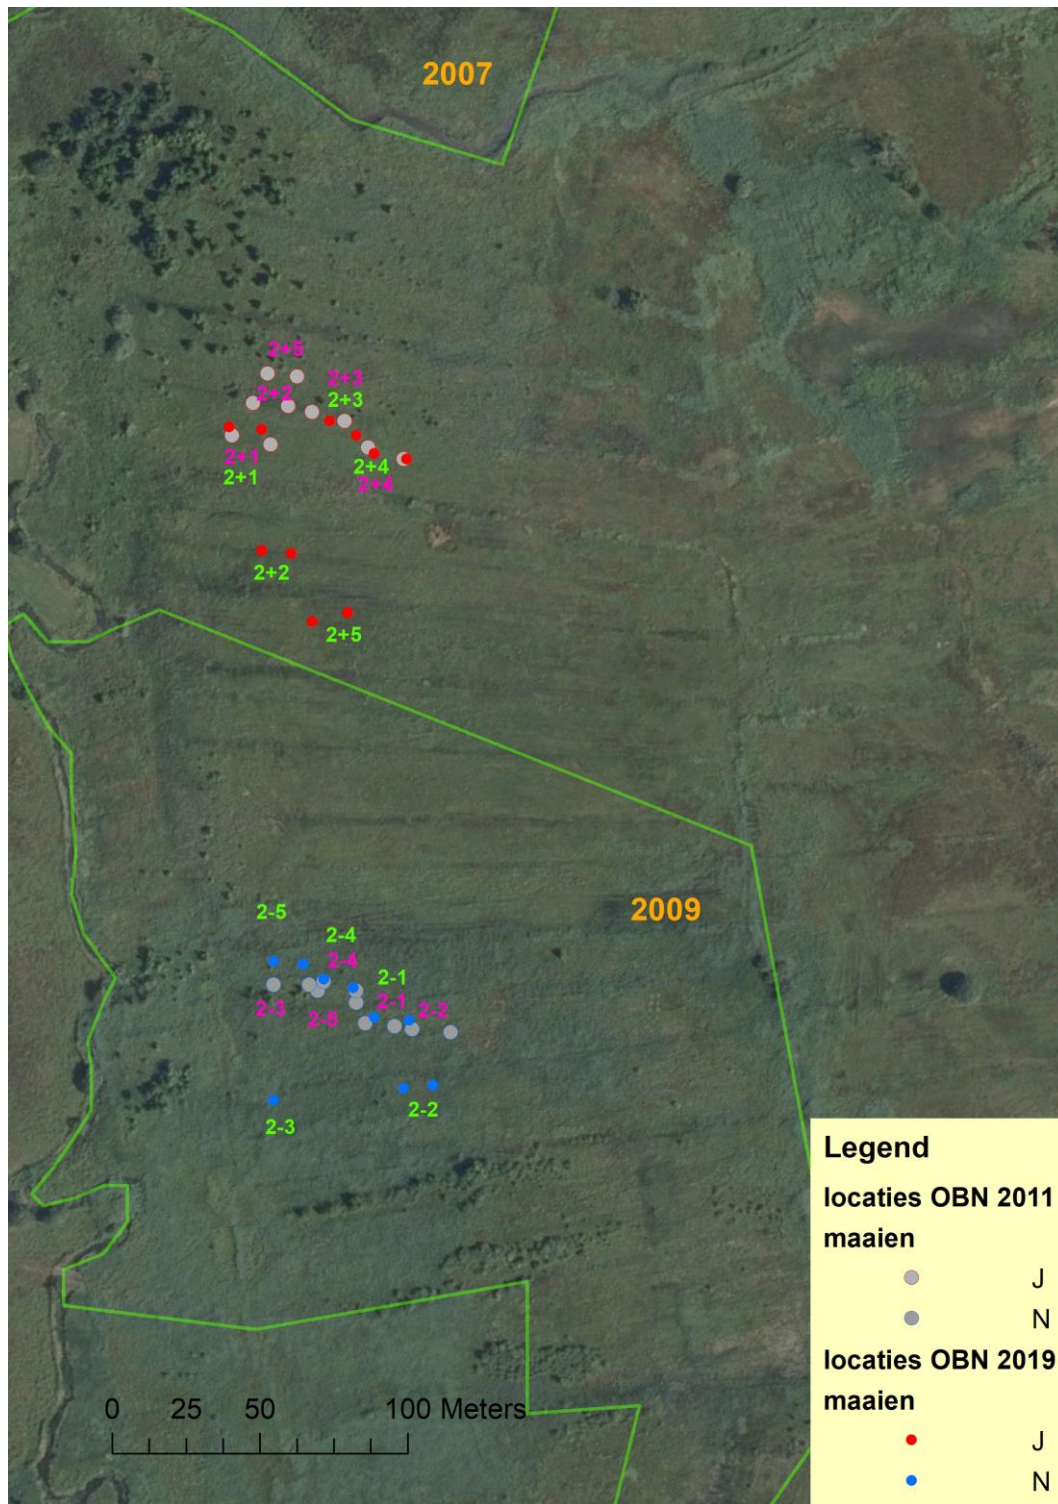 2007
2+5
2+3
2+2
2+3
2+1
2+4
2+1
2+4
2+2
2+5
2009
2-5
2-4
2-4
2-1
2-3
2-5
2-1
2-2
2-2
2-3
Legend
locaties OBN 2011
maaien
J
N
locaties OBN 2019
maaien
J
N
0 25 50 100 Meters